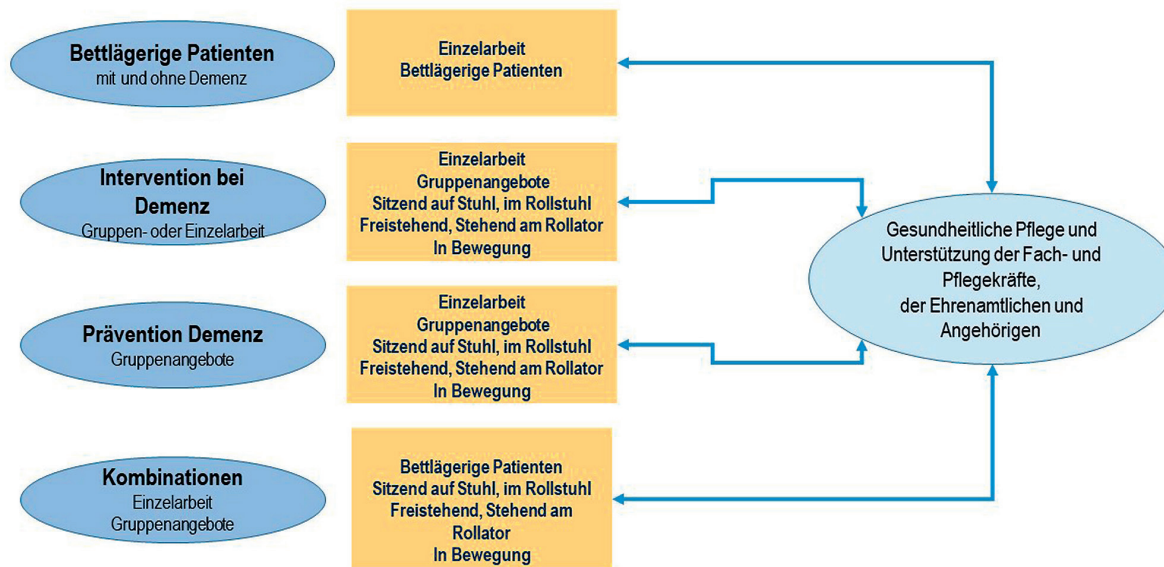 Bettlägerige Patienten
mit und ohne Demenz
Einzelarbeit
Bettlägerige Patienten
Intervention bei
Demenz
Gruppen- oder Einzelarbeit
Einzelarbeit
Gruppenangebote
Sitzend auf Stuhl, im Rollstuhl
Freistehend, Stehend am Rollator
In Bewegung
Prävention Demenz
Gruppenangebote
Einzelarbeit
Gruppenangebote
Sitzend auf Stuhl, im Rollstuhl
Freistehend, Stehend am Rollator
In Bewegung
Kombinationen
Einzelarbeit
Gruppenangebote
Bettlägerige Patienten
Sitzend auf Stuhl, im Rollstuhl
Freistehend, Stehend am
Rollator
In Bewegung
Gesundheitliche Pflege und
Unterstützung der Fach- und
Pflegekräfte,
der Ehrenamtlichen und
Angehörigen